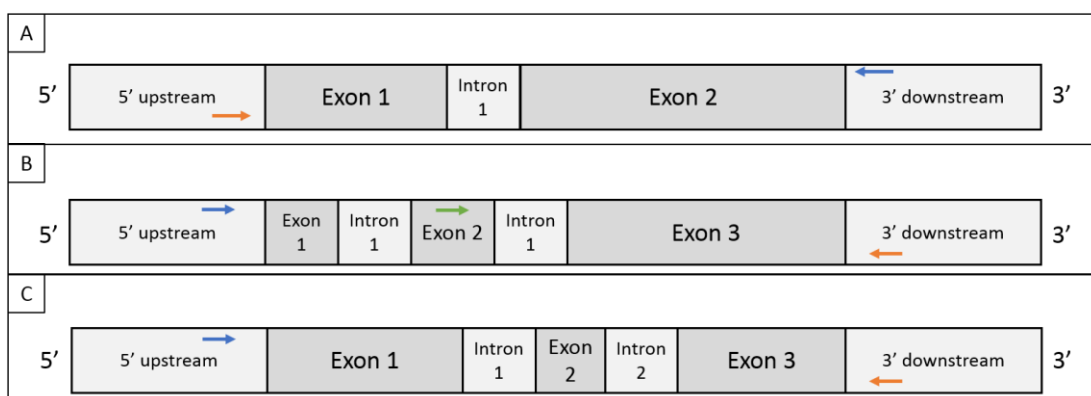 A
5’ 5’ upstream Exon 1 Intron 1 Exon 2 3’ downstream 3’
B
5’ 5’ upstream Exon 1 Intron 1 Exon 2 Intron 1 Exon 3 3’ downstream 3’
C
5’ 5’ upstream Exon 1 Intron 1 Exon 2 Intron 2 Exon 3 3’ downstream 3’